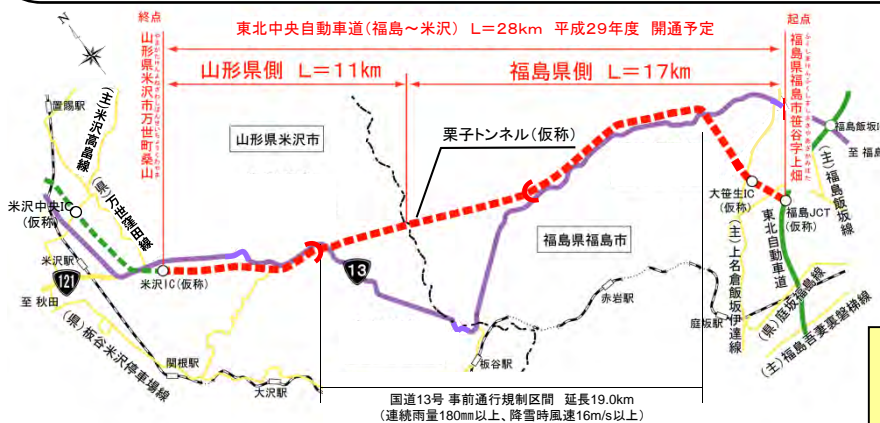 N
東北中央自動車道(福島～米沢) L=28km 平成29年度 開通予定
終点
山形県米沢市万世町桑山
起点
福島県福島市笹谷字上畑
山形県側 L=11km
福島県側 L=17km
置賜駅
(主)米沢高畠線
(県)万世窪田線
山形県米沢市
栗子トンネル(仮称)
福島飯坂IC
至 福島
(主)福島飯坂線
米沢中央IC
(仮称)
米沢駅
121
至 秋田
米沢IC(仮称)
13
福島県福島市
大笹生IC
(仮称)
福島JCT
(仮称)
東北自動車道
(主)上名倉飯坂伊達線
赤岩駅
庭坂駅
(県)庭坂福島線
(主)福島吾妻裏磐梯線
(県)板谷米沢停車場線
関根駅
大沢駅
板谷駅
国道13号 事前通行規制区間 延長19.0km
(連続雨量180㎜以上、降雪時風速16m/s以上)